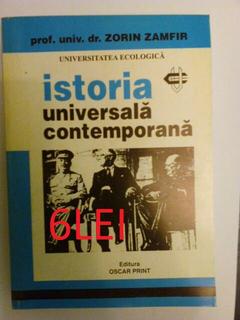 prof. univ. dr. ZORIN ZAMFIR
UNIVERSITATEA ECOLOGICĂ
istoria
universală
contemporană
6LEI
Editura
OSCAR PRINT